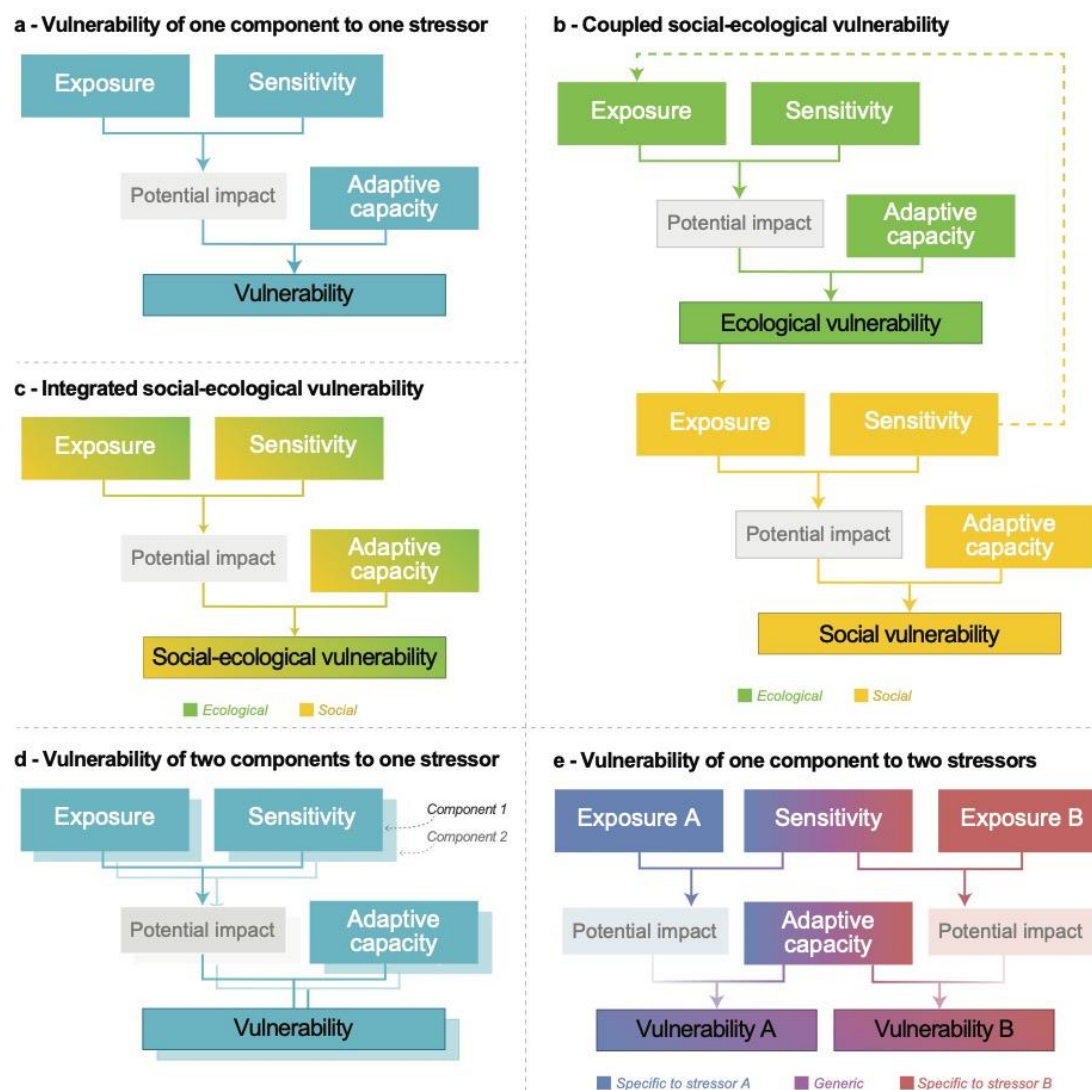 a - Vulnerability of one component to one stressor
Exposure
Sensitivity
Potential impact
Adaptive
capacity
Vulnerability
b - Coupled social-ecological vulnerability
Exposure
Sensitivity
Potential impact
Adaptive
capacity
Ecological vulnerability
Exposure
Sensitivity
Potential impact
Adaptive
capacity
Social vulnerability
Ecological
Social
c - Integrated social-ecological vulnerability
Exposure
Sensitivity
Potential impact
Adaptive
capacity
Social-ecological vulnerability
Ecological
Social
d - Vulnerability of two components to one stressor
Exposure
Sensitivity
Component 1
Component 2
Potential impact
Adaptive
capacity
Vulnerability
e - Vulnerability of one component to two stressors
Exposure A
Sensitivity
Exposure B
Potential impact
Adaptive
capacity
Potential impact
Vulnerability A
Vulnerability B
Specific to stressor A
Generic
Specific to stressor B